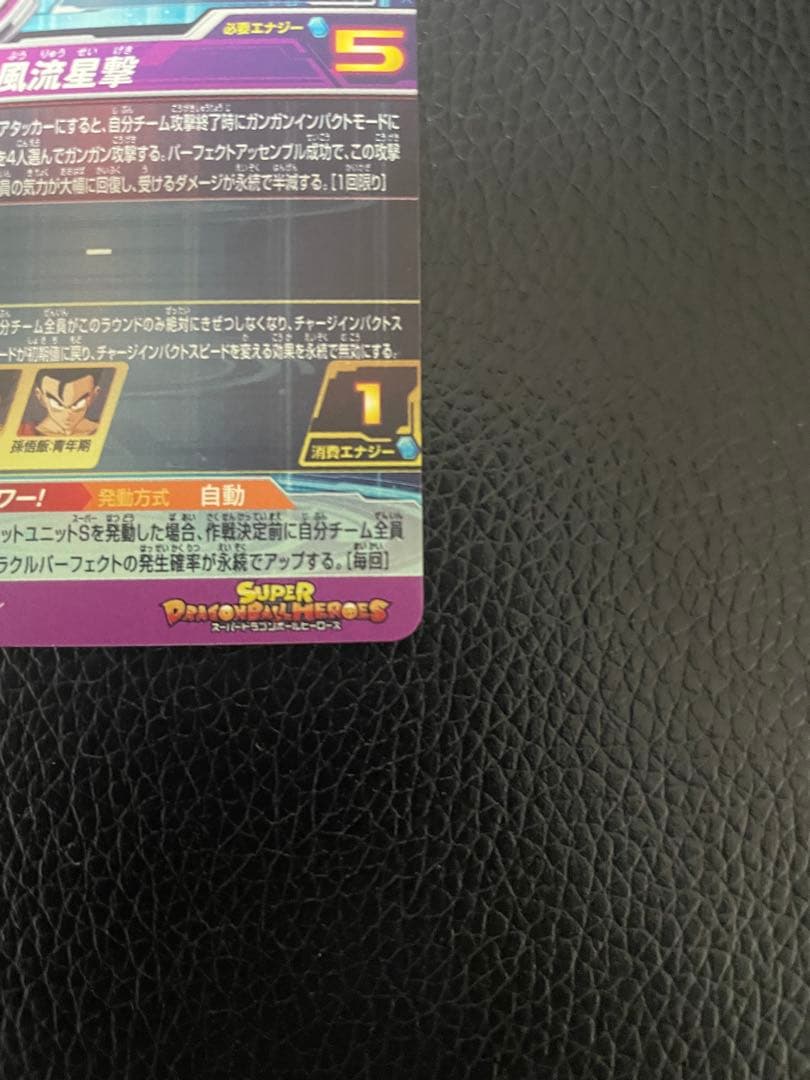 必要エナジー 5
ぷう りゅう せい げき
風流星撃
アタッカーにすると、自分チーム攻撃終了時にガンガンインパクトモードに
を4人選んでガンガン攻撃する。パーフェクトアッセンブル成功で、この攻撃
員の気力が大幅に回復し、受けるダメージが永続で半減する。[1回限り]
ー
分チーム全員がこのラウンドのみ絶対にきぜつしなくなり、チャージインパクトス
ードが初期値に戻り、チャージインパクトスピードを変える効果を永続で無効にする。
1
孫悟飯:青年期
消費エナジー
ワー! 発動方式 自動
ットユニットSを発動した場合、作戦決定前に自分チーム全員
ラクルパーフェクトの発生確率が永続でアップする。[毎回]
SUPER
DRAGONBALL HEROES
スーパードラゴンボールヒーローズ